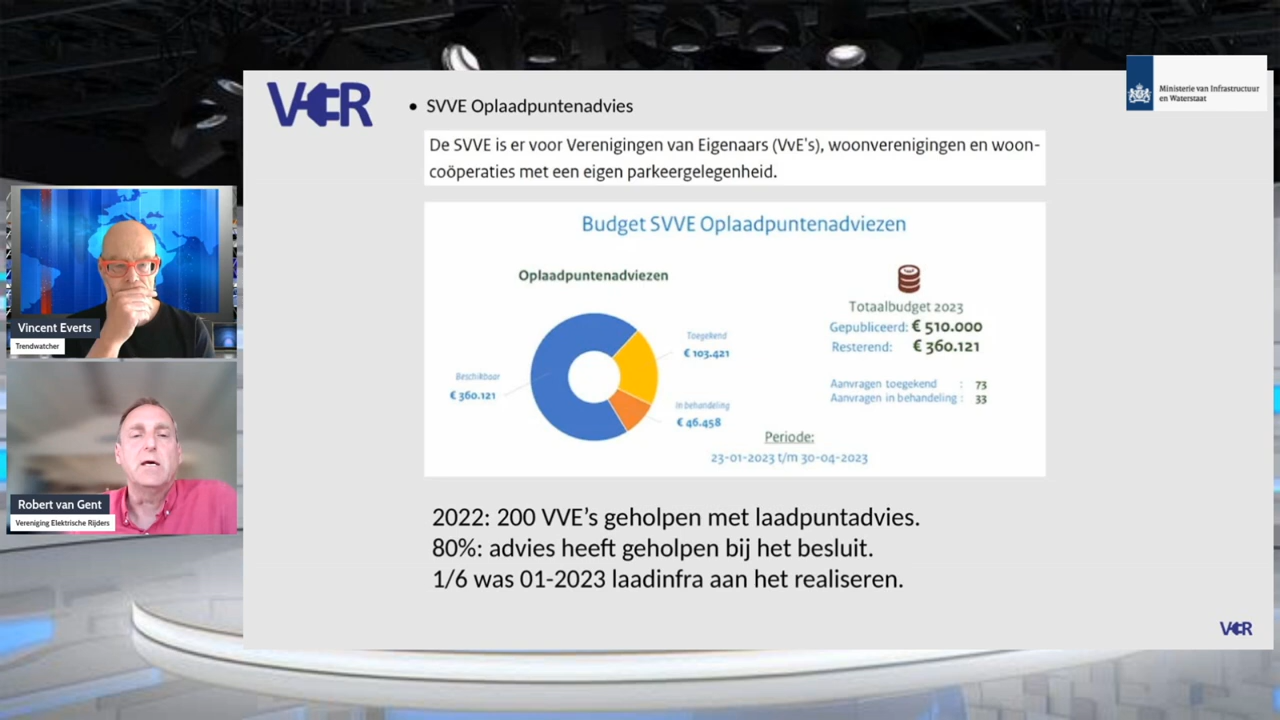 VER
• SVVE Oplaadpuntenadvies
Ministerie van Infrastructuur
en Waterstaat
De SVVE is er voor Verenigingen van Eigenaars (VvE's), woonverenigingen en woon-
coöperaties met een eigen parkeergelegenheid.
Budget SVVE Oplaadpuntenadviezen
Oplaadpuntenadviezen
Toegekend
€ 103.421
Beschikbaar
€ 360.121
In behandeling
€ 46.458
Totaalbudget 2023
Gepubliceerd: € 510.000
Resterend: € 360.121
Aanvragen toegekend : 73
Aanvragen in behandeling : 33
Periode:
23-01-2023 t/m 30-04-2023
2022: 200 VVE’s geholpen met laadpuntadvies.
80%: advies heeft geholpen bij het besluit.
1/6 was 01-2023 laadinfra aan het realiseren.
VER
Vincent Everts
Trendwatcher
Robert van Gent
Vereniging Elektrische Rijders